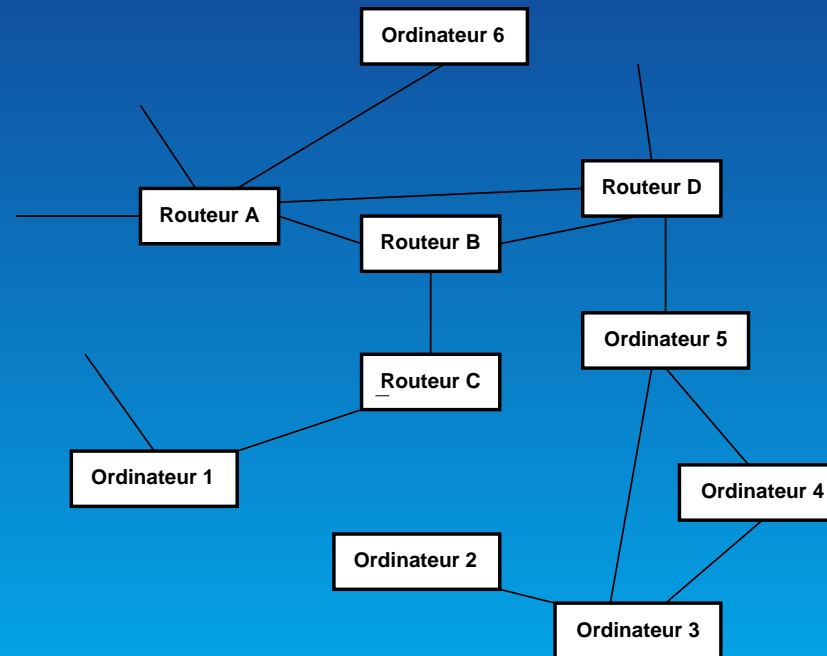 Ordinateur 6
Routeur D
Routeur A
Routeur B
Ordinateur 5
Routeur C
Ordinateur 1
Ordinateur 4
Ordinateur 2
Ordinateur 3